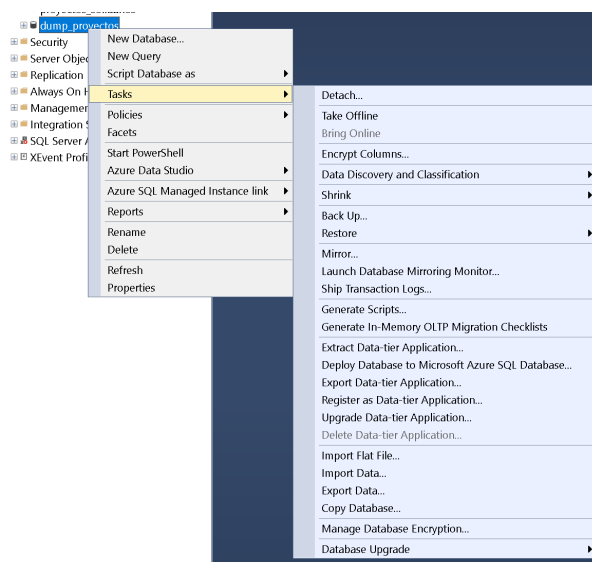 dump_proyectos
Security
Server Objec
Replication
Always On H
Managemen
Integration S
SQL Server A
XEvent Profi
New Database...
New Query
Script Database as
Tasks
Policies
Facets
Start PowerShell
Azure Data Studio
Azure SQL Managed Instance link
Reports
Rename
Delete
Refresh
Properties
Detach...
Take Offline
Bring Online
Encrypt Columns...
Data Discovery and Classification
Shrink
Back Up...
Restore
Mirror...
Launch Database Mirroring Monitor...
Ship Transaction Logs...
Generate Scripts...
Generate In-Memory OLTP Migration Checklists
Extract Data-tier Application...
Deploy Database to Microsoft Azure SQL Database...
Export Data-tier Application...
Register as Data-tier Application...
Upgrade Data-tier Application...
Delete Data-tier Application...
Import Flat File...
Import Data...
Export Data...
Copy Database...
Manage Database Encryption...
Database Upgrade